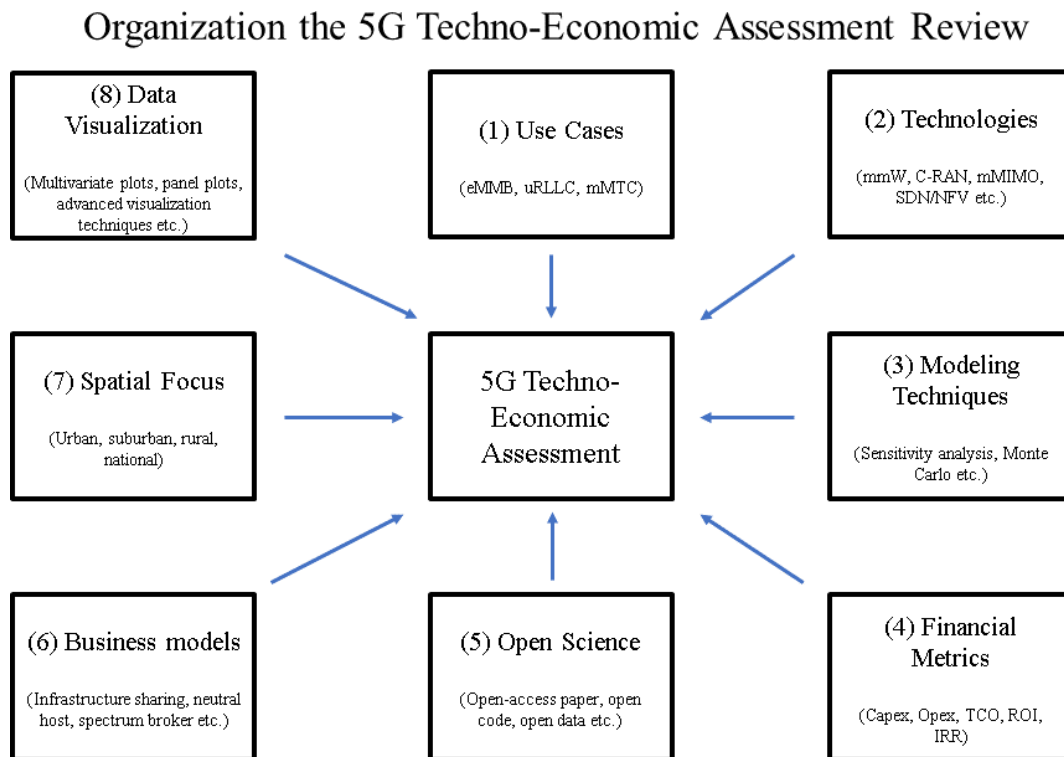 Organization the 5G Techno-Economic Assessment Review
(8) Data
Visualization
(Multivariate plots, panel plots,
advanced visualization
techniques etc.)
(1) Use Cases
(eMMB, uRLLC, mMTC)
(2) Technologies
(mmW, C-RAN, mMIMO,
SDN/NFV etc.)
(7) Spatial Focus
(Urban, suburban, rural,
national)
5G Techno-
Economic
Assessment
(3) Modeling
Techniques
(Sensitivity analysis, Monte
Carlo etc.)
(6) Business models
(Infrastructure sharing, neutral
host, spectrum broker etc.)
(5) Open Science
(Open-access paper, open
code, open data etc.)
(4) Financial
Metrics
(Capex, Opex, TCO, ROI,
IRR)